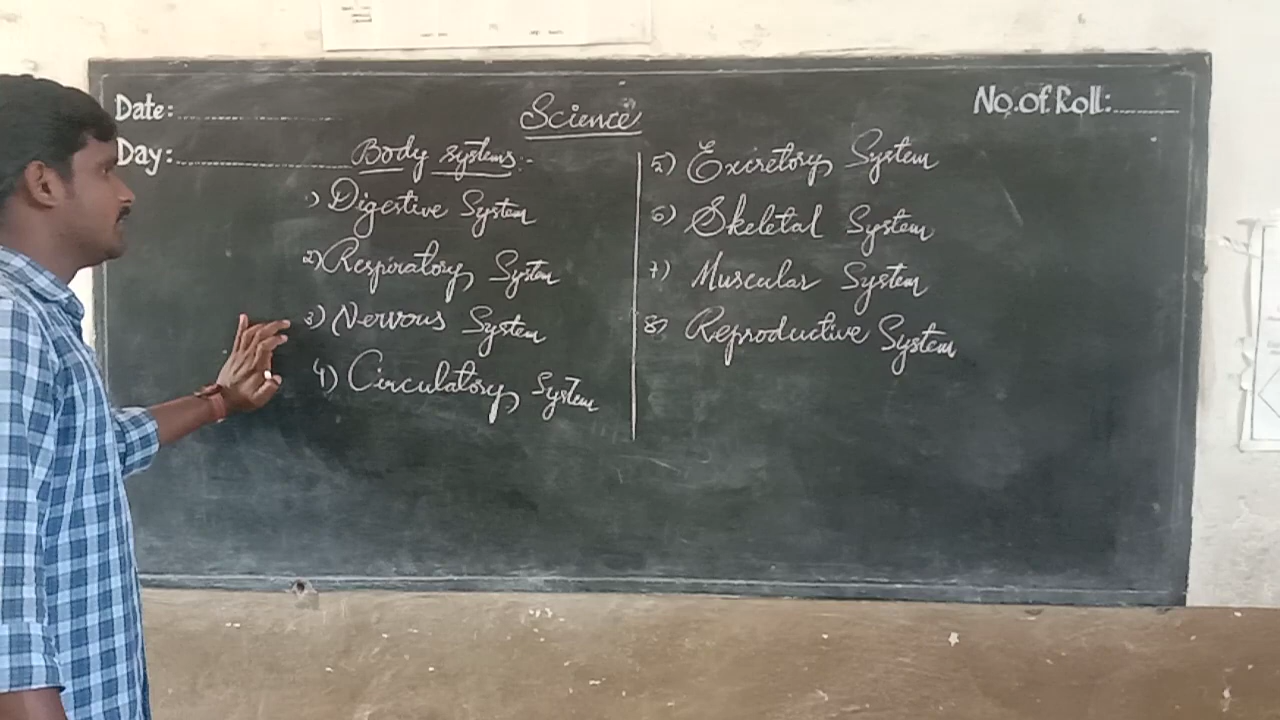 Date:
Science
No.of.Roll:
Day:
Body systems:-
1) Digestive System
2) Respiratory System
3) Nervous System
4) Circulatory System
5) Excretory System
6) Skeletal System
7) Muscular System
8) Reproductive System